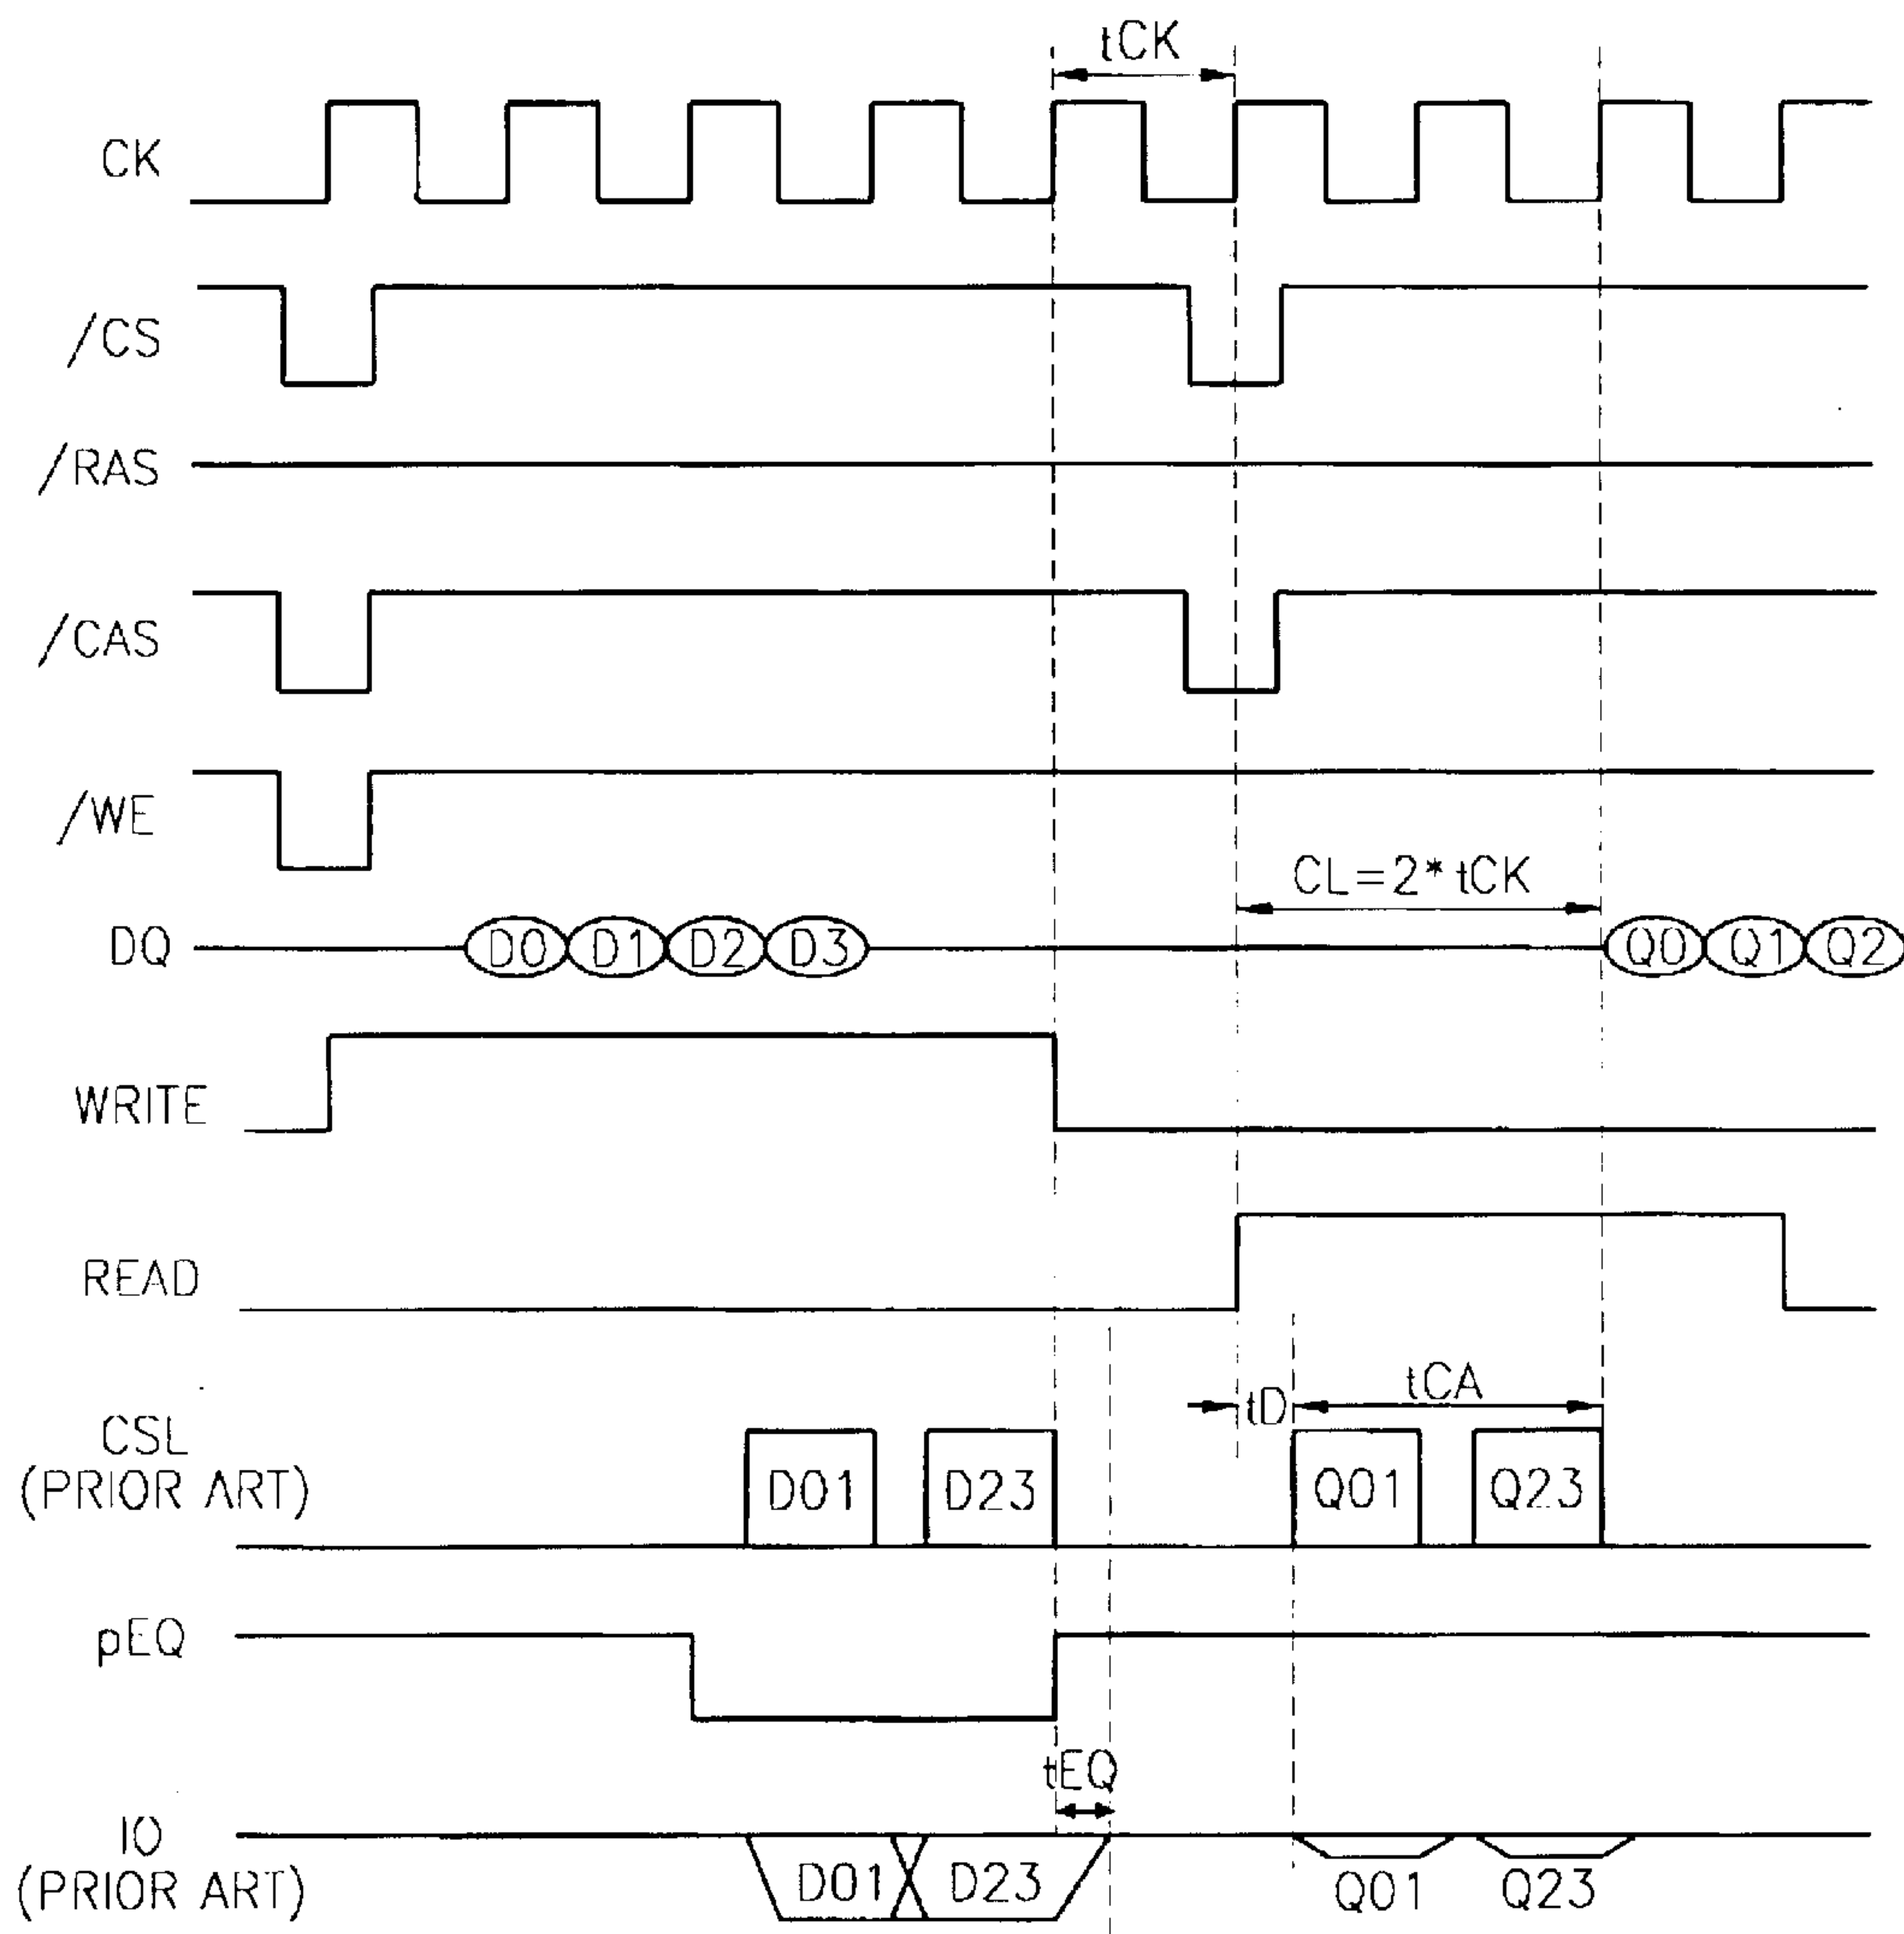 tCK
CK
/CS
/RAS
/CAS
/WE
CL=2* tCK
DQ D0 D1 D2 D3 Q0 Q1 Q2
WRITE
READ
tD tCA
CSL
(PRIOR ART) D01 D23 Q01 Q23
pEQ
tEQ
IO
(PRIOR ART) D01 D23 Q01 Q23